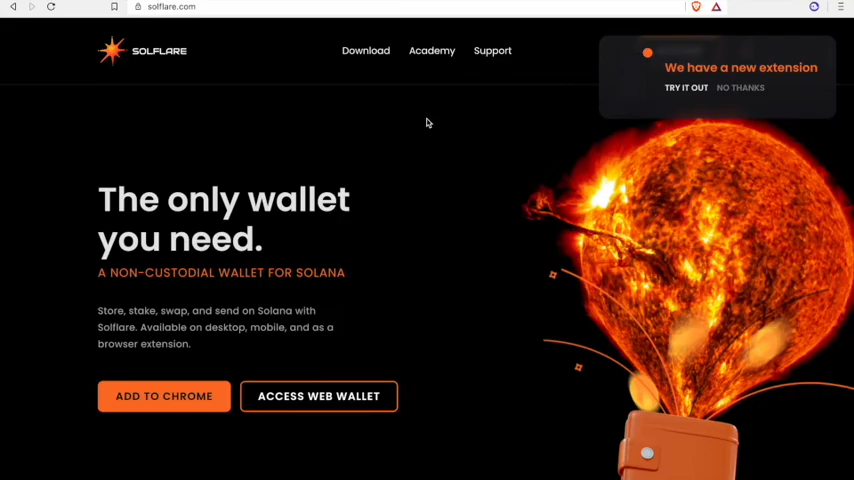 solflare.com
SOLFLARE
Download Academy Support
We have a new extension
TRY IT OUT NO THANKS
The only wallet
you need.
A NON-CUSTODIAL WALLET FOR SOLANA
Store, stake, swap, and send on Solana with
Solflare. Available on desktop, mobile, and as a
browser extension.
ADD TO CHROME ACCESS WEB WALLET